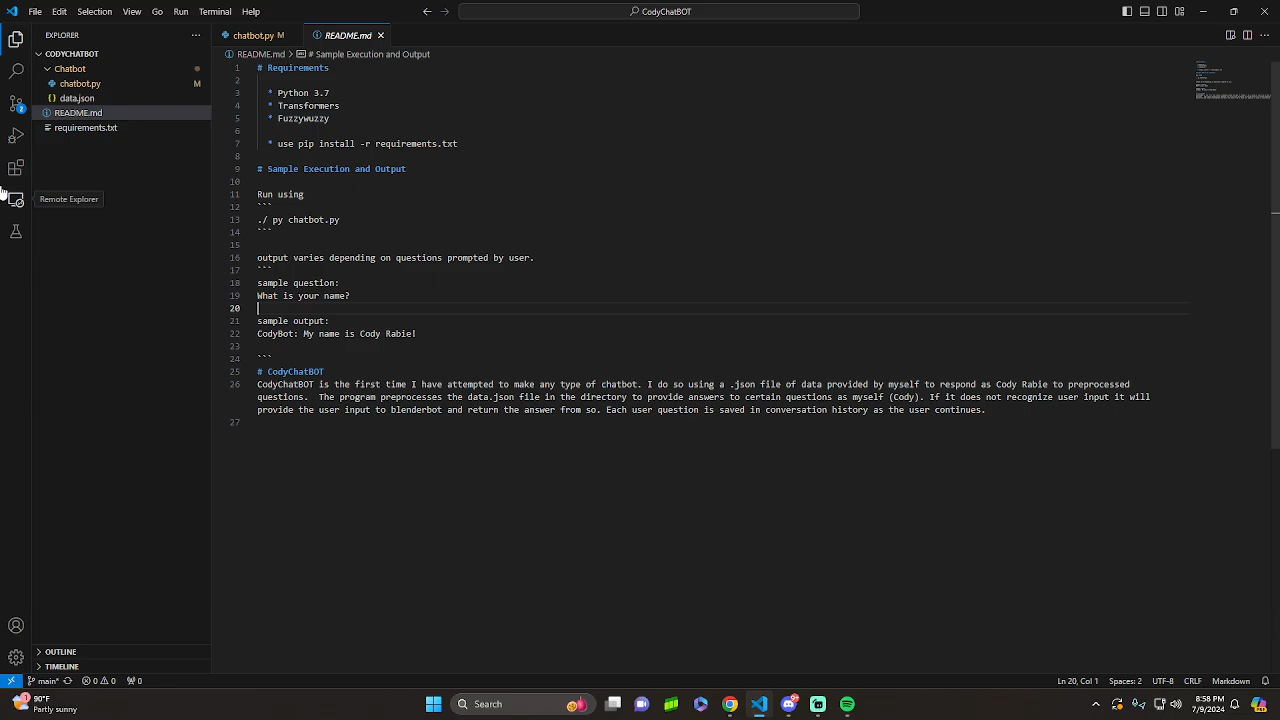 File Edit Selection View Go Run Terminal Help
CodyChatBOT
EXPLORER
chatbot.py M
README.md
CODYCHATBOT
Chatbot
chatbot.py M
data.json
README.md
requirements.txt
Remote Explorer
2
README.md > # Sample Execution and Output
1 # Requirements
2
3 * Python 3.7
4 * Transformers
5 * Fuzzywuzzy
6
7 * use pip install -r requirements.txt
8
9 # Sample Execution and Output
10
11 Run using
12 ```
13 ./ py chatbot.py
14 ```
15
16 output varies depending on questions prompted by user.
17 ```
18 sample question:
19 What is your name?
20
21 sample output:
22 CodyBot: My name is Cody Rabie!
23
24 ```
25 # CodyChatBOT
26 CodyChatBOT is the first time I have attempted to make any type of chatbot. I do so using a .json file of data provided by myself to respond as Cody Rabie to preprocessed
questions.  The program preprocesses the data.json file in the directory to provide answers to certain questions as myself (Cody). If it does not recognize user input it will
provide the user input to blenderbot and return the answer from so. Each user question is saved in conversation history as the user continues.
27
OUTLINE
TIMELINE
main* 0 0 0
Ln 20, Col 1 Spaces: 2 UTF-8 CRLF Markdown
1
90°F
Partly sunny
Search
8:58 PM
7/9/2024